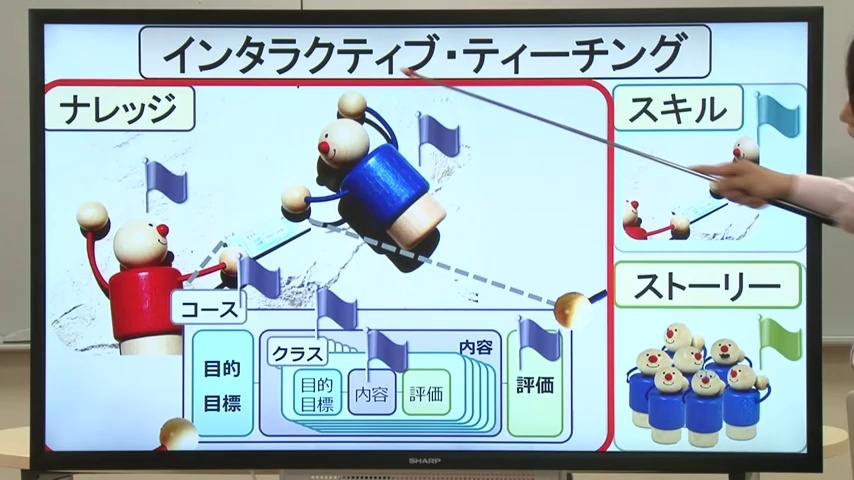 インタラクティブ・ティーチング
ナレッジ
スキル
ストーリー
コース
目的
目標
クラス
内容
目的
目標
内容
評価
評価
SHARP